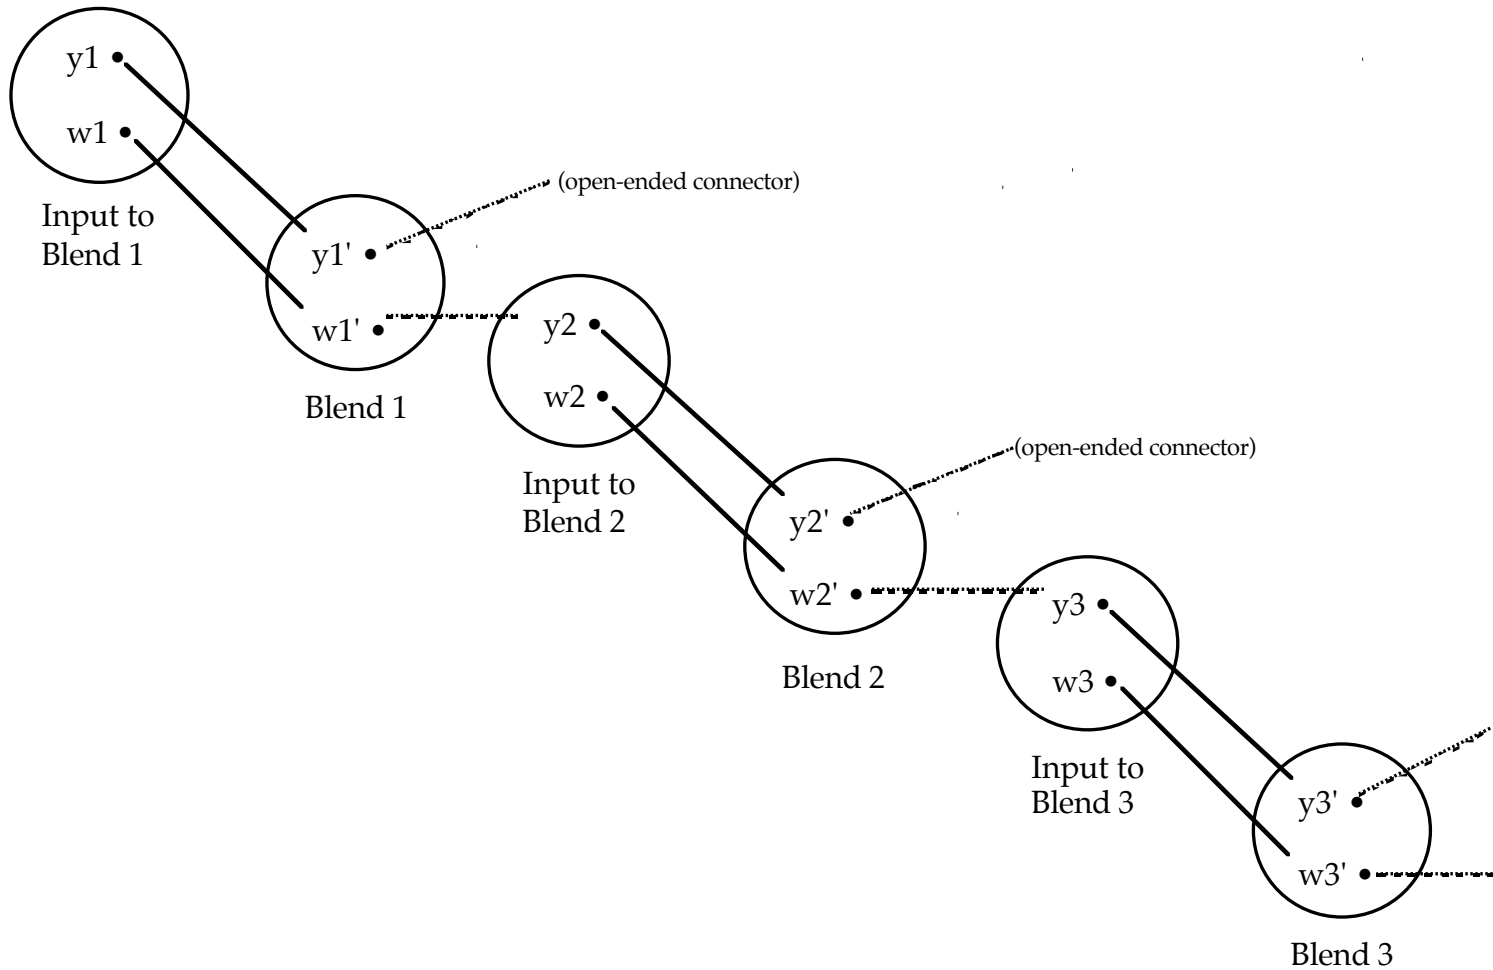 y1
w1
Input to
Blend 1
(open-ended connector)
y1'
w1'
Blend 1
y2
w2
Input to
Blend 2
(open-ended connector)
y2'
w2'
Blend 2
y3
w3
Input to
Blend 3
y3'
w3'
Blend 3